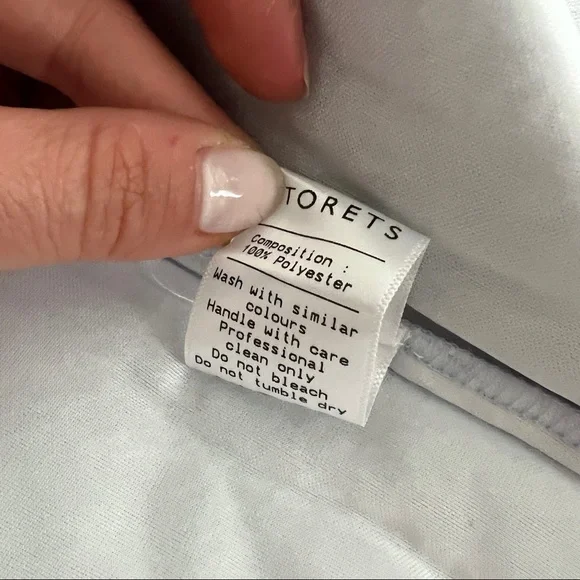 TORETS
Composition :
100% Polyester
Wash with similar
colours
Handle with care
Professional
clean only
Do not bleach
Do not tumble dry